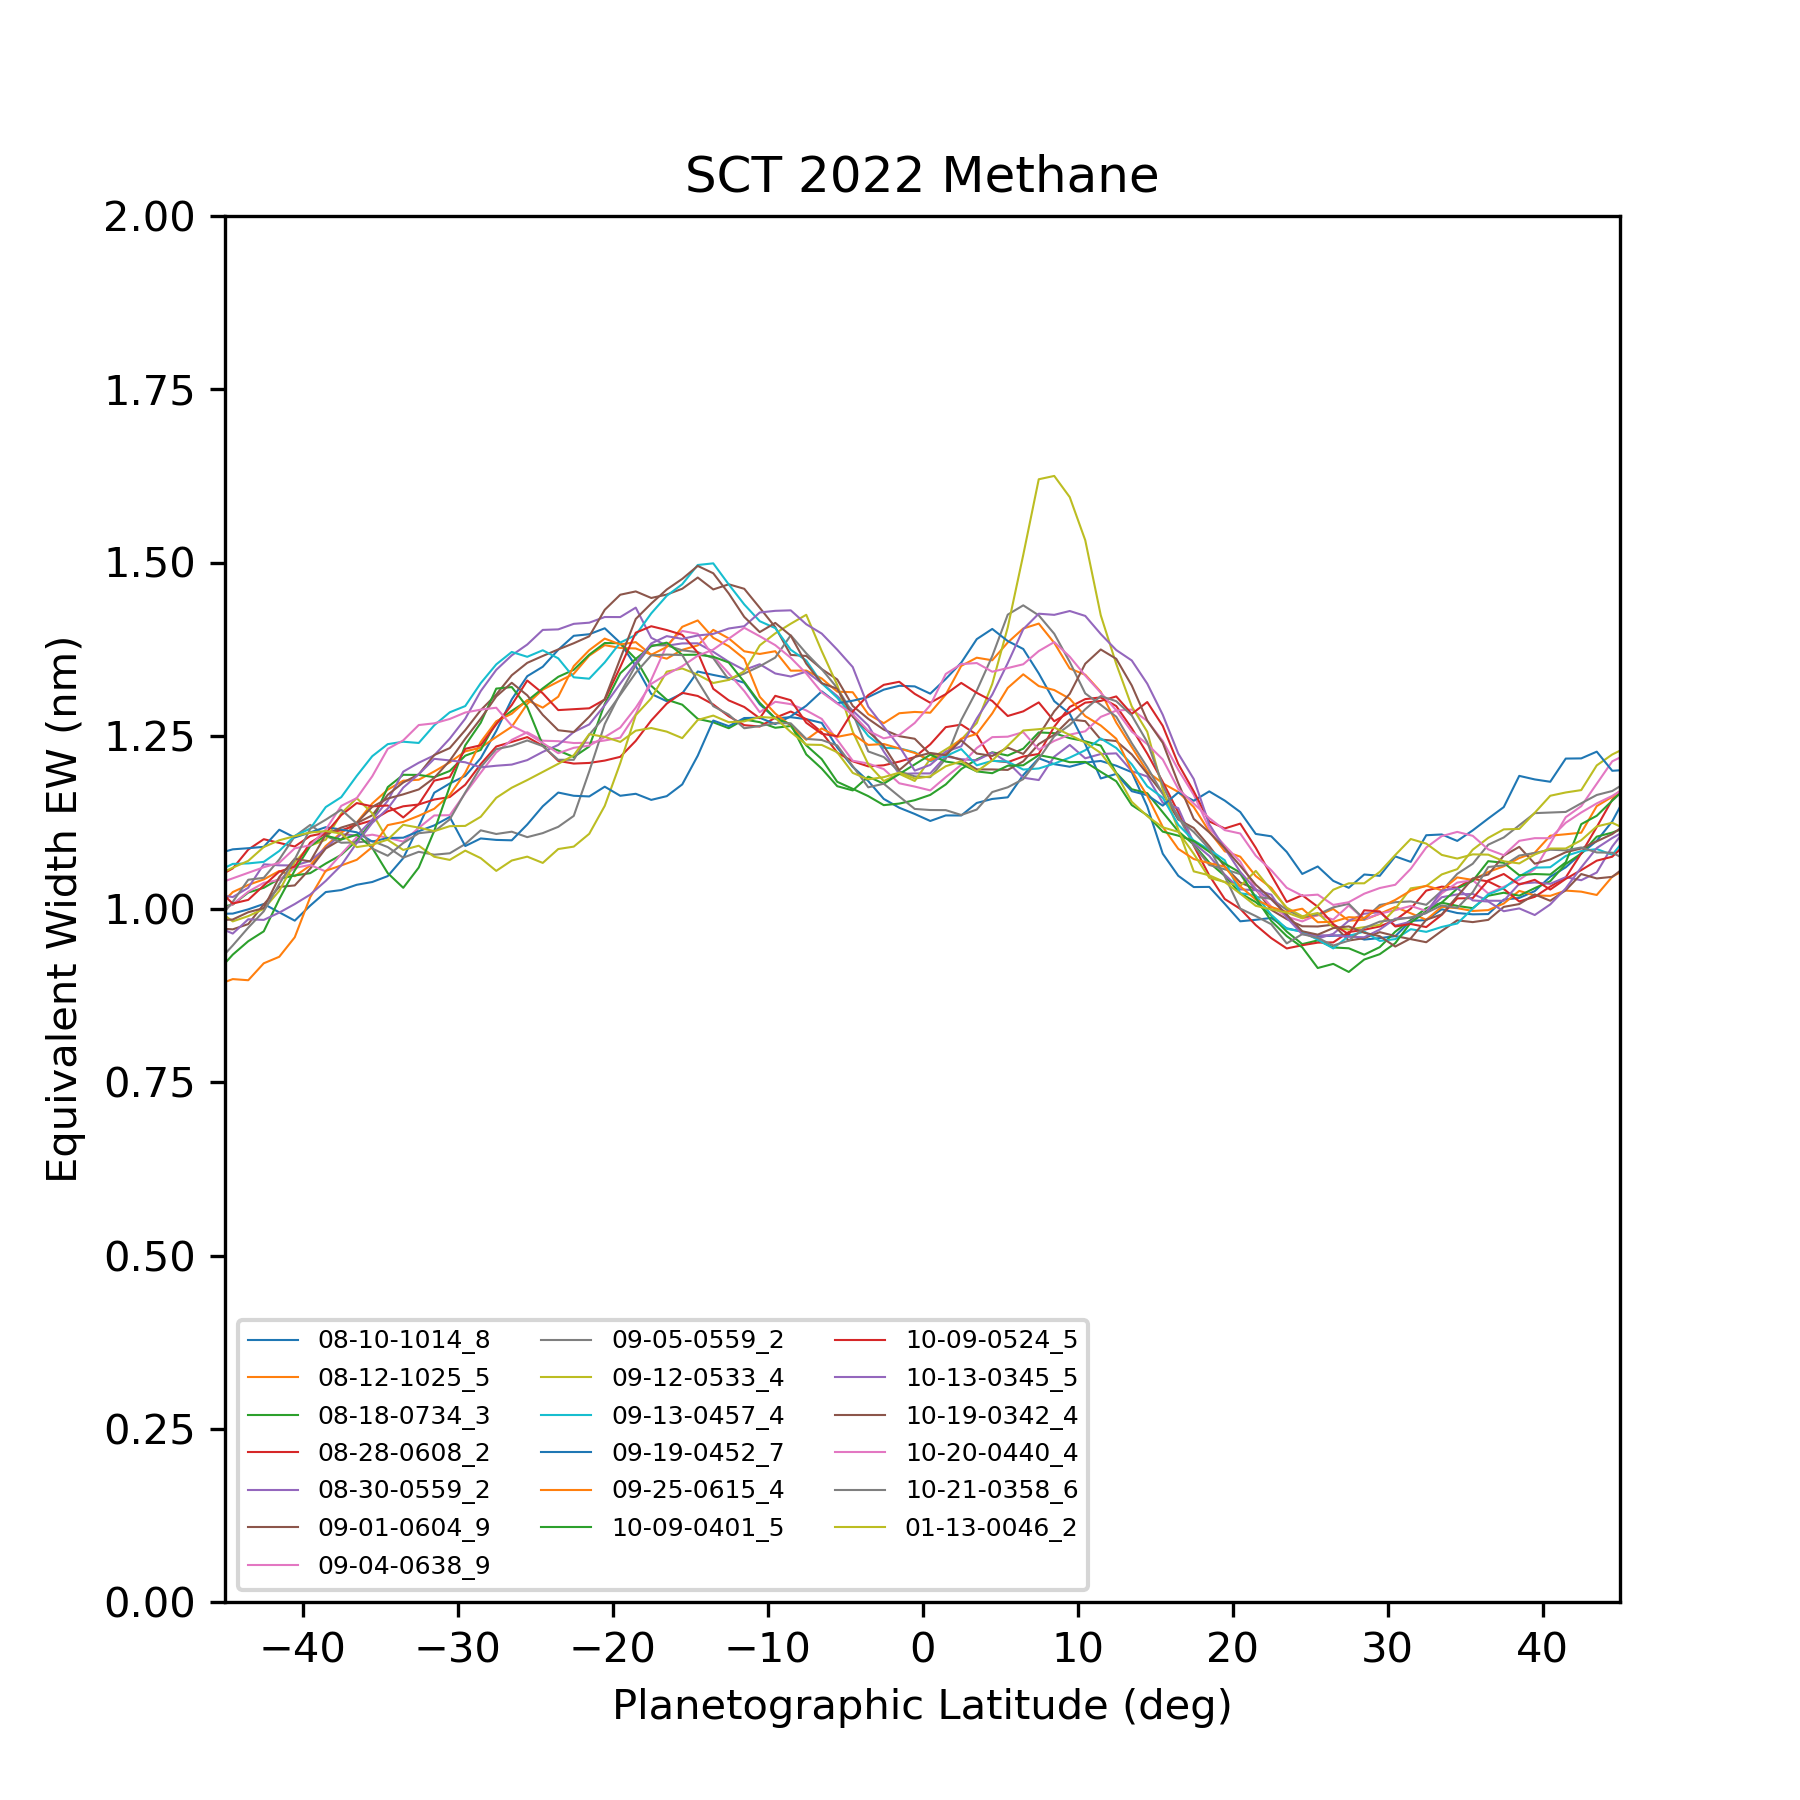 SCT 2022 Methane
2.00
1.75
1.50
1.25
1.00
0.75
0.50
0.25
0.00
Equivalent Width EW (nm)
08-10-1014_8 09-05-0559_2 10-09-0524_5
08-12-1025_5 09-12-0533_4 10-13-0345_5
08-18-0734_3 09-13-0457_4 10-19-0342_4
08-28-0608_2 09-19-0452_7 10-20-0440_4
08-30-0559_2 09-25-0615_4 10-21-0358_6
09-01-0604_9 10-09-0401_5 01-13-0046_2
09-04-0638_9
−40 −30 −20 −10 0 10 20 30 40
Planetographic Latitude (deg)